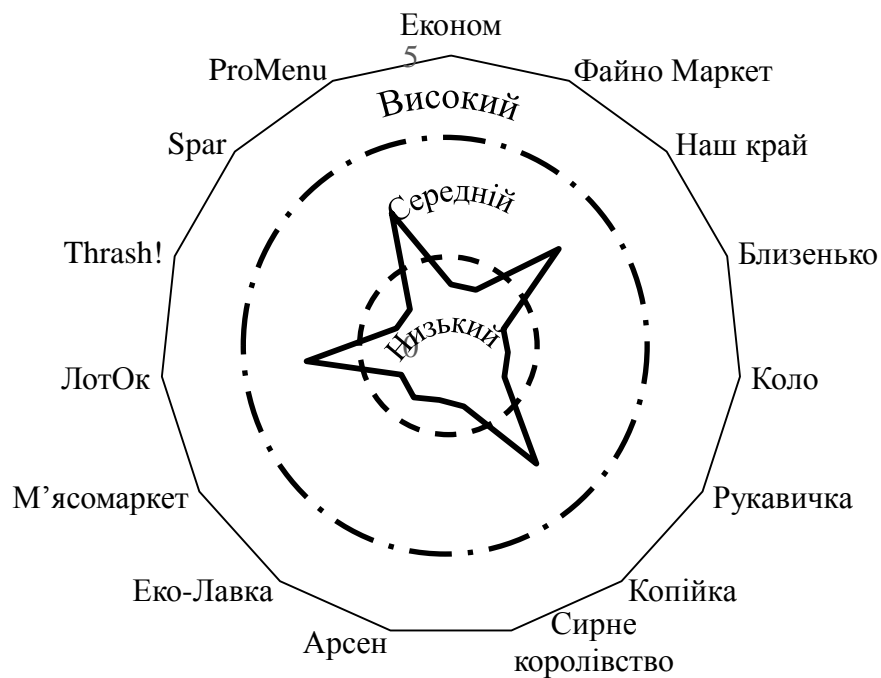 Економ
5
ProMenu
Файно Маркет
Високий
Spar
Наш край
Середній
Thrash!
Близенько
Низький
0
ЛотОк
Коло
М’ясомаркет
Рукавичка
Еко-Лавка
Копійка
Арсен
Сирне
королівство